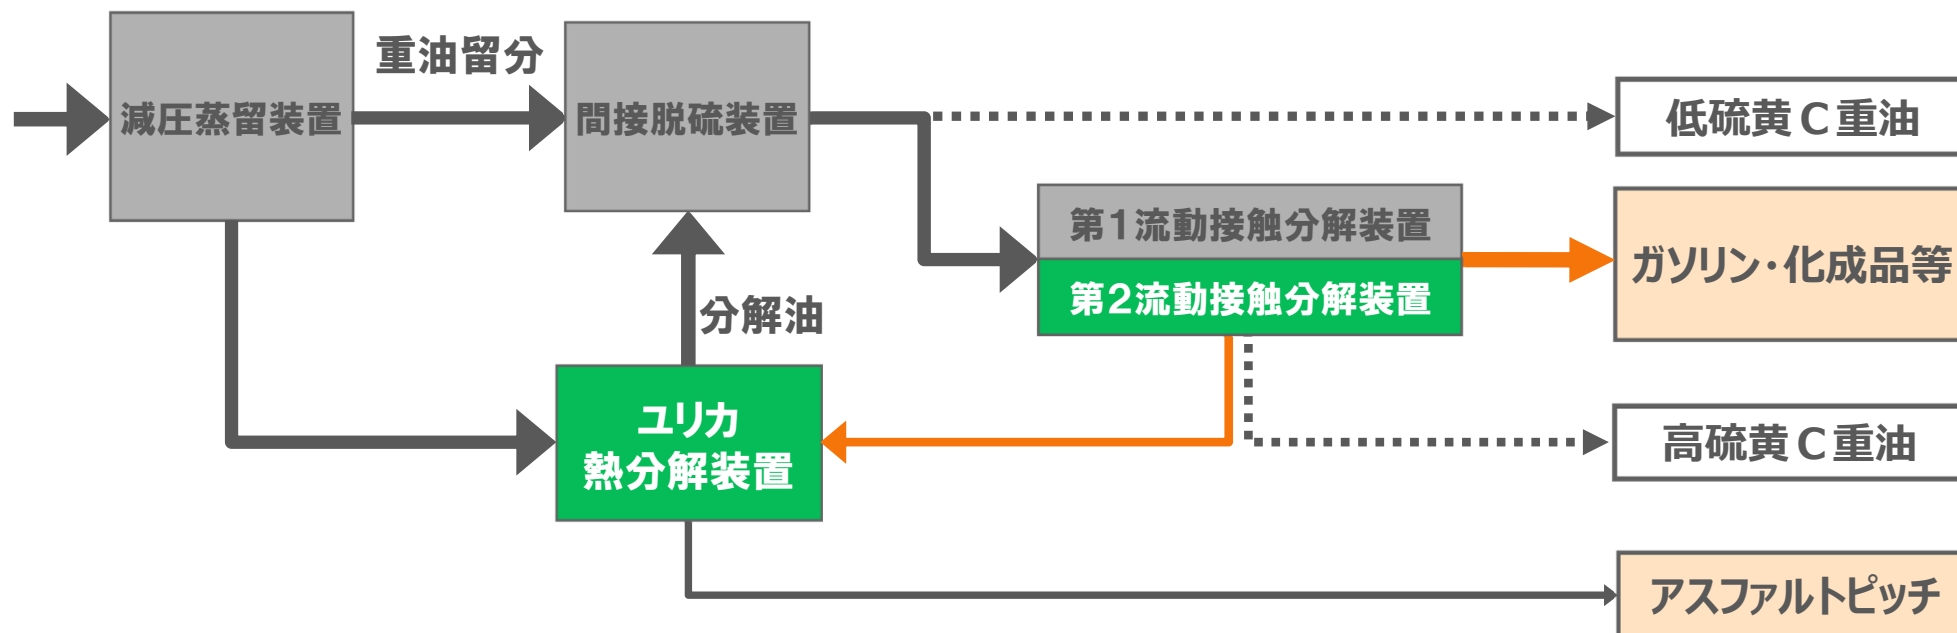 重油留分
減圧蒸留装置
間接脱硫装置
低硫黄C重油
第1流動接触分解装置
第2流動接触分解装置
ガソリン・化成品等
分解油
ユリカ
熱分解装置
高硫黄C重油
アスファルトピッチ